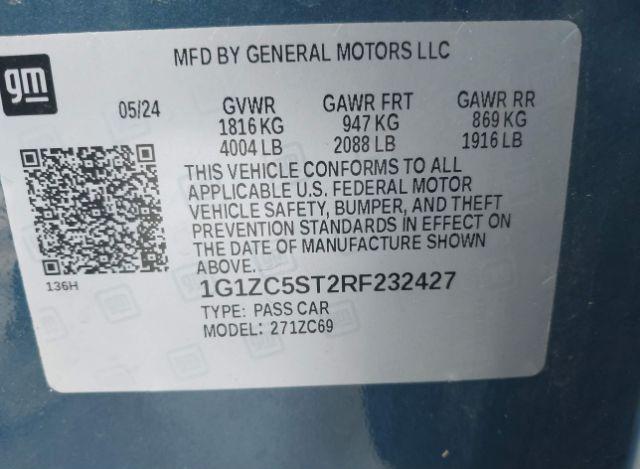 gm
MFD BY GENERAL MOTORS LLC
05/24 GVWR GAWR FRT GAWR RR
1816 KG 947 KG 869 KG
4004 LB 2088 LB 1916 LB
THIS VEHICLE CONFORMS TO ALL
APPLICABLE U.S. FEDERAL MOTOR
VEHICLE SAFETY, BUMPER, AND THEFT
PREVENTION STANDARDS IN EFFECT ON
THE DATE OF MANUFACTURE SHOWN
ABOVE.
136H
1G1ZC5ST2RF232427
TYPE: PASS CAR
MODEL: 271ZC69